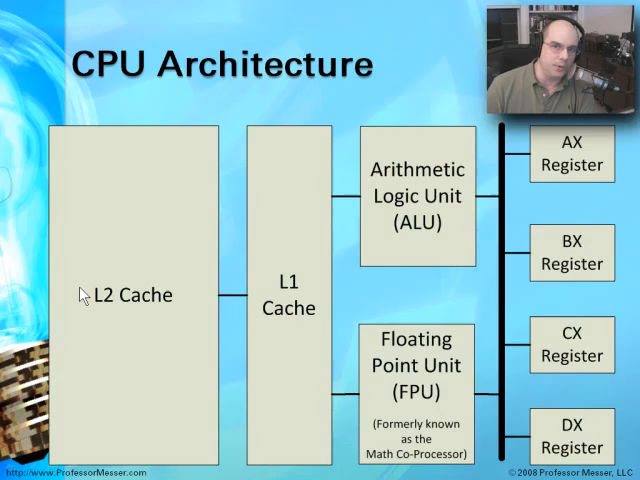 CPU Architecture
L2 Cache
L1
Cache
Arithmetic
Logic Unit
(ALU)
Floating
Point Unit
(FPU)
(Formerly known
as the
Math Co-Processor)
AX
Register
BX
Register
CX
Register
DX
Register
http://www.ProfessorMesser.com
© 2008 Professor Messer, LLC